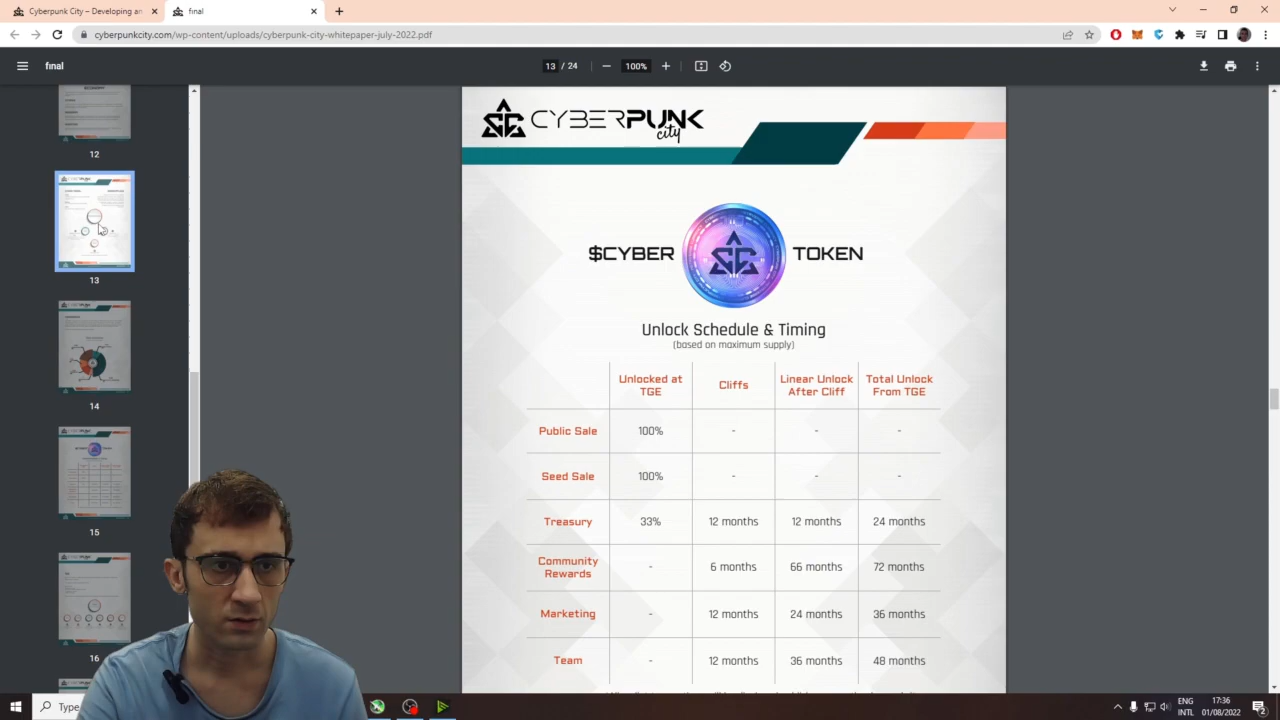 Cyberpunk City – Developing an
final
cyberpunkcity.com/wp-content/uploads/cyberpunk-city-whitepaper-july-2022.pdf
final
13 / 24
100%
12
13
14
15
16
CYBERPUNK
city
$CYBER TOKEN
Unlock Schedule & Timing
(based on maximum supply)
Unlocked at TGE Cliffs Linear Unlock After Cliff Total Unlock From TGE
Public Sale 100% - - -
Seed Sale 100% - - -
Treasury 33% 12 months 12 months 24 months
Community Rewards - 6 months 66 months 72 months
Marketing - 12 months 24 months 36 months
Team - 12 months 36 months 48 months
Type
ENG
INTL
17:36
01/08/2022
2